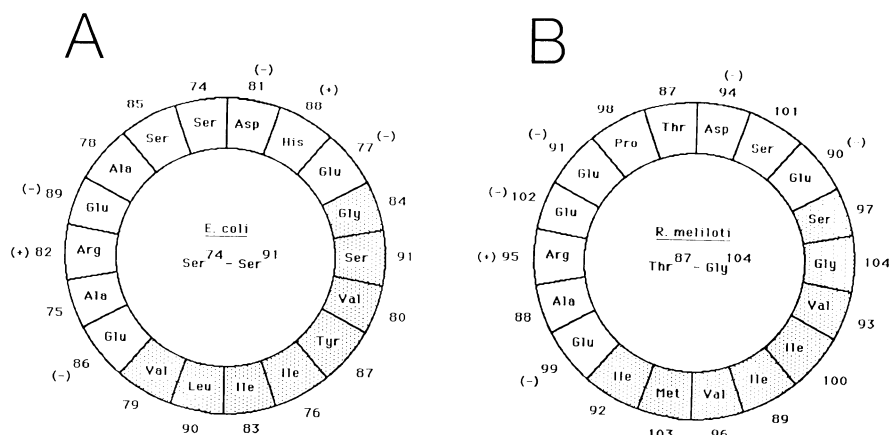 A
B
(-)
81
(+)
88
(-)
77
84
91
80
87
76
83
90
79
86
(-)
75
(+) 82
(-) 89
78
85
74
Ser
Asp
His
Glu
Gly
Ser
Val
Tyr
Ile
Ile
Leu
Val
Glu
Ala
Arg
Glu
Ala
Ser
E. coli
Ser74 - Ser91
(-)
94
101
90 (-)
97
104
93
100
89
96
103
92
99
(-)
88
(+) 95
(-) 102
(-)
91
98
87
Thr
Asp
Ser
Glu
Ser
Gly
Val
Ile
Ile
Val
Met
Ile
Glu
Ala
Arg
Glu
Glu
Pro
R. meliloti
Thr87 - Gly104